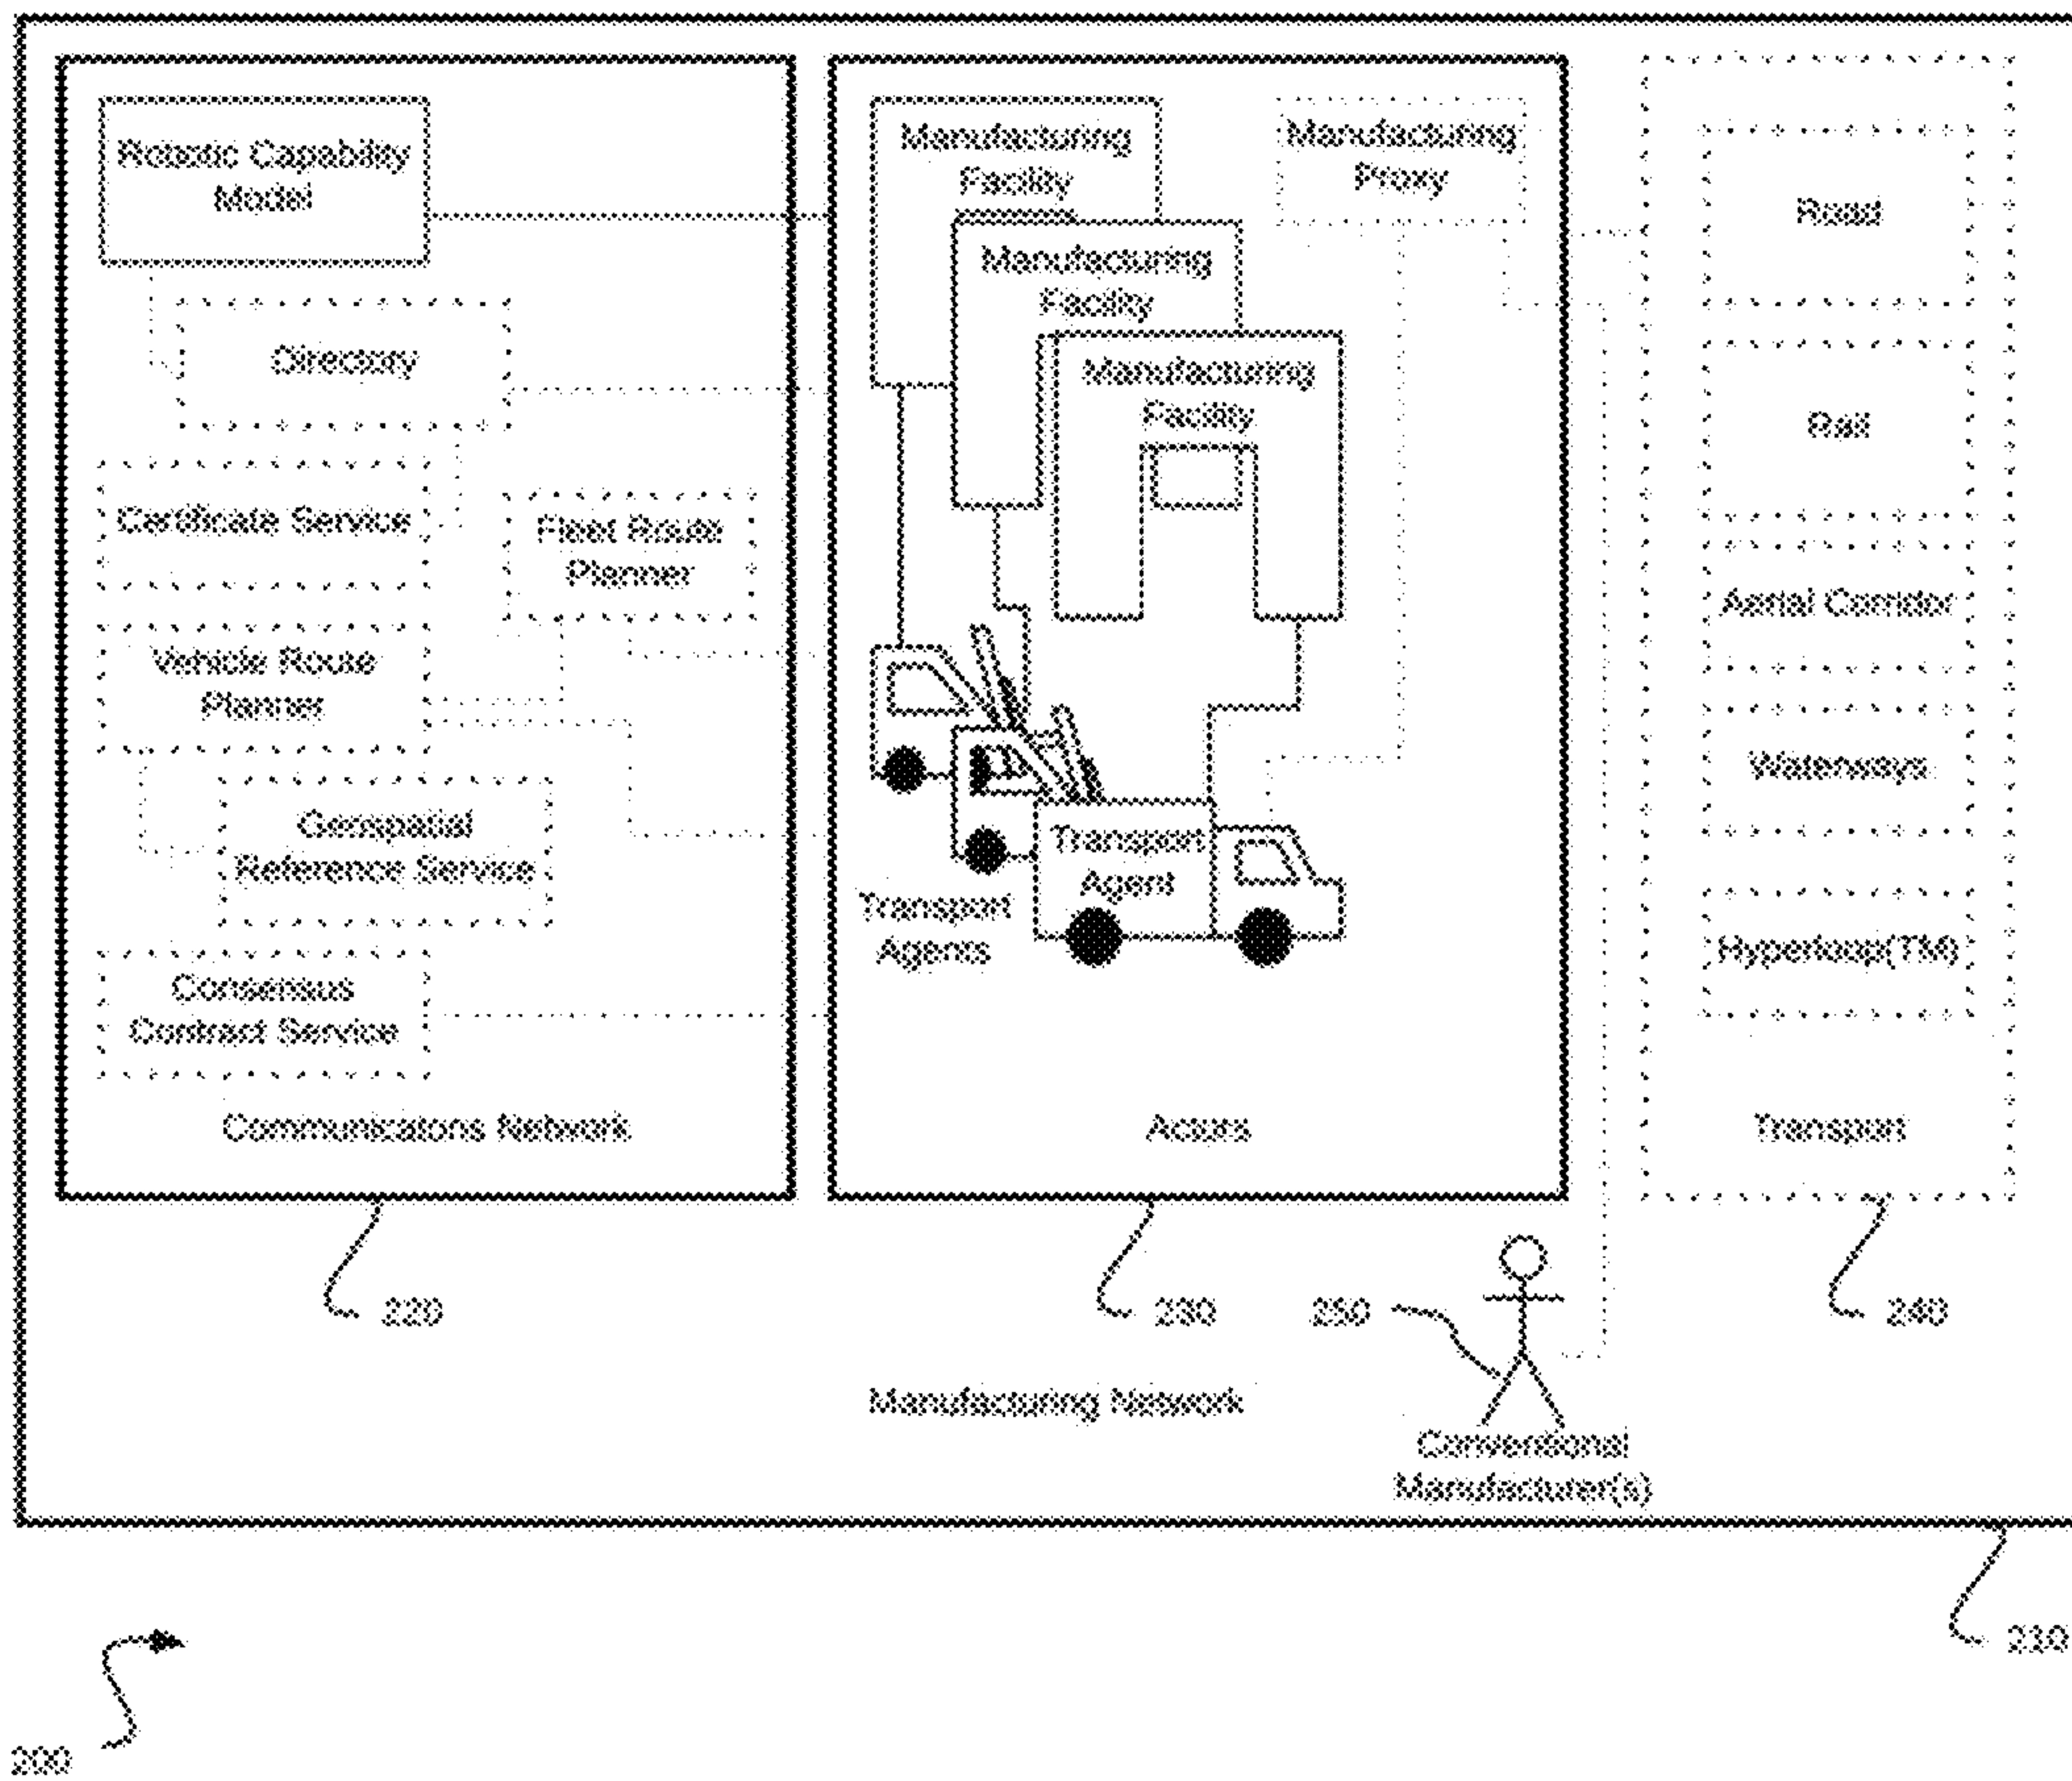 Robotic Capability
Model
Directory
Certificate Service
Fleet Route
Planner
Vehicle Route
Planner
Geospatial
Reference Service
Consensus
Contract Service
Communicaions Network
220
Manufacturing
Facility
Manufacturing
Facility
Manufacturing
Facility
Manufacturing
Proxy
Transport
Agent
Transport
Agents
Actors
230
Road
Rail
Aerial Corridor
Waterways
Hyperloop(TM)
Transport
240
250
Conventional
Manufacturer(s)
Manufacturing Network
210
200